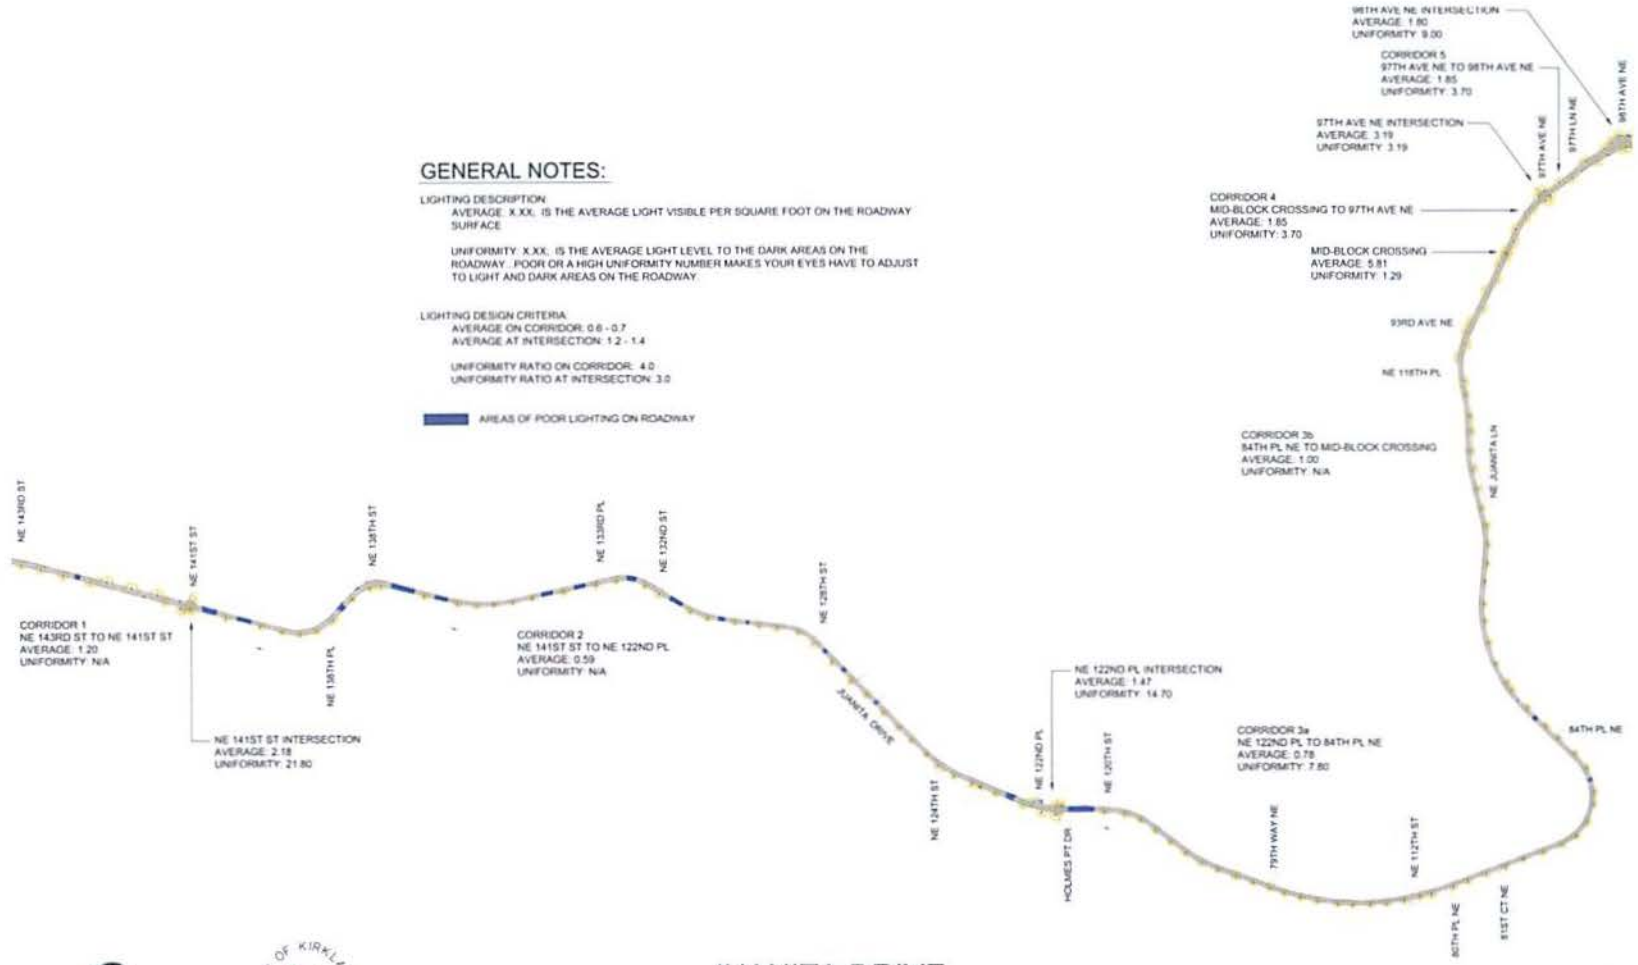 98TH AVE NE INTERSECTION
AVERAGE: 1.80
UNIFORMITY: 9.00
CORRIDOR 5
97TH AVE NE TO 98TH AVE NE
AVERAGE: 1.85
UNIFORMITY: 3.70
98TH AVE NE
97TH LN NE
97TH AVE NE
97TH AVE NE INTERSECTION
AVERAGE: 3.19
UNIFORMITY: 3.19
GENERAL NOTES:
LIGHTING DESCRIPTION:
AVERAGE: X.XX, IS THE AVERAGE LIGHT VISIBLE PER SQUARE FOOT ON THE ROADWAY
SURFACE
UNIFORMITY: X.XX, IS THE AVERAGE LIGHT LEVEL TO THE DARK AREAS ON THE
ROADWAY. POOR OR A HIGH UNIFORMITY NUMBER MAKES YOUR EYES HAVE TO ADJUST
TO LIGHT AND DARK AREAS ON THE ROADWAY.
LIGHTING DESIGN CRITERIA:
AVERAGE ON CORRIDOR: 0.6 - 0.7
AVERAGE AT INTERSECTION: 1.2 - 1.4
UNIFORMITY RATIO ON CORRIDOR: 4.0
UNIFORMITY RATIO AT INTERSECTION: 3.0
AREAS OF POOR LIGHTING ON ROADWAY
CORRIDOR 4
MID-BLOCK CROSSING TO 97TH AVE NE
AVERAGE: 1.85
UNIFORMITY: 3.70
MID-BLOCK CROSSING
AVERAGE: 5.81
UNIFORMITY: 1.29
93RD AVE NE
NE 118TH PL
CORRIDOR 3b
84TH PL NE TO MID-BLOCK CROSSING
AVERAGE: 1.00
UNIFORMITY: N/A
NE JUANITA LN
NE 143RD ST
NE 141ST ST
NE 138TH ST
NE 133RD PL
NE 132ND ST
NE 128TH ST
CORRIDOR 1
NE 143RD ST TO NE 141ST ST
AVERAGE: 1.20
UNIFORMITY: N/A
NE 138TH PL
CORRIDOR 2
NE 141ST ST TO NE 122ND PL
AVERAGE: 0.59
UNIFORMITY: N/A
JUANITA DRIVE
NE 122ND PL INTERSECTION
AVERAGE: 1.47
UNIFORMITY: 14.70
NE 141ST ST INTERSECTION
AVERAGE: 2.18
UNIFORMITY: 21.80
NE 124TH ST
NE 122ND PL
NE 120TH ST
HOLMES PT DR
CORRIDOR 3a
NE 122ND PL TO 84TH PL NE
AVERAGE: 0.78
UNIFORMITY: 7.80
84TH PL NE
79TH WAY NE
NE 112TH ST
80TH PL NE
81ST CT NE
OF KIRKL
JUANITA DRIVE